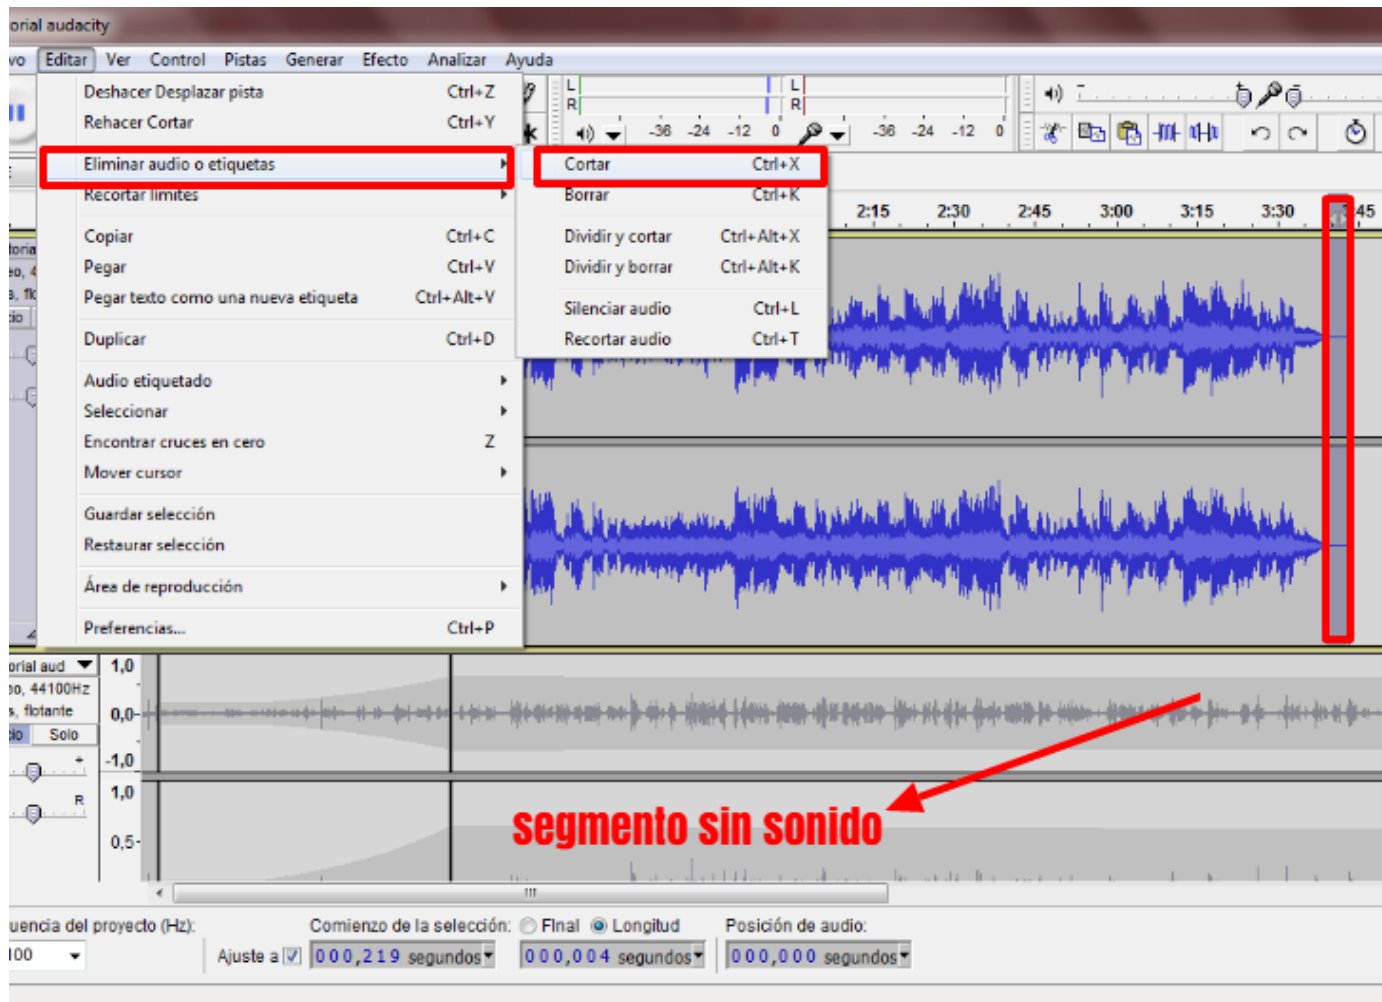 orial audacity
vo Editar Ver Control Pistas Generar Efecto Analizar Ayuda
Deshacer Desplazar pista Ctrl+Z
Rehacer Cortar Ctrl+Y
Eliminar audio o etiquetas
Recortar límites
Copiar Ctrl+C
Pegar Ctrl+V
Pegar texto como una nueva etiqueta Ctrl+Alt+V
Duplicar Ctrl+D
Audio etiquetado
Seleccionar
Encontrar cruces en cero Z
Mover cursor
Guardar selección
Restaurar selección
Área de reproducción
Preferencias... Ctrl+P
Cortar Ctrl+X
Borrar Ctrl+K
Dividir y cortar Ctrl+Alt+X
Dividir y borrar Ctrl+Alt+K
Silenciar audio Ctrl+L
Recortar audio Ctrl+T
L L
R R
-36 -24 -12 0 -36 -24 -12 0
2:15 2:30 2:45 3:00 3:15 3:30 3:45
orial aud 1,0
eo, 44100Hz
s, flotante 0,0-
cio Solo
-1,0
R 1,0
0,5-
segmento sin sonido
uencia del proyecto (Hz): Comienzo de la selección: FInal Longitud Posición de audio:
100 Ajuste a 000,219 segundos 000,004 segundos 000,000 segundos